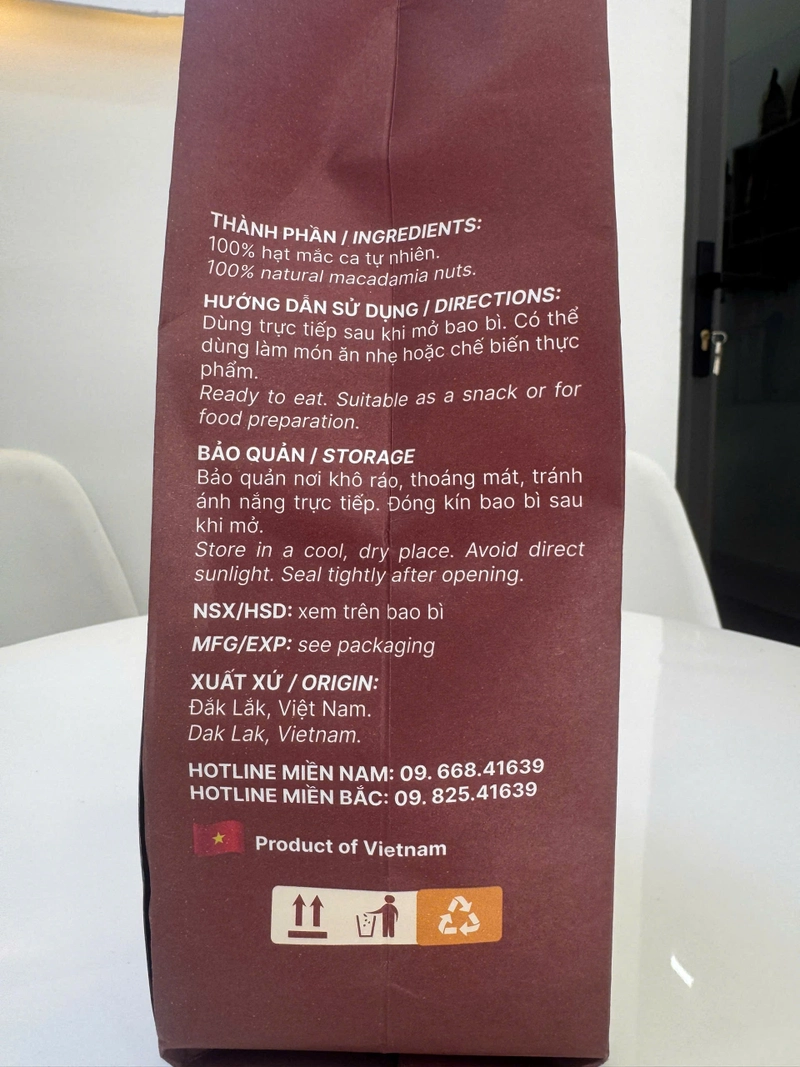 THÀNH PHẦN / INGREDIENTS:
100% hạt mắc ca tự nhiên.
100% natural macadamia nuts.
HƯỚNG DẪN SỬ DỤNG / DIRECTIONS:
Dùng trực tiếp sau khi mở bao bì. Có thể
dùng làm món ăn nhẹ hoặc chế biến thực
phẩm.
Ready to eat. Suitable as a snack or for
food preparation.
BẢO QUẢN / STORAGE
Bảo quản nơi khô ráo, thoáng mát, tránh
ánh nắng trực tiếp. Đóng kín bao bì sau
khi mở.
Store in a cool, dry place. Avoid direct
sunlight. Seal tightly after opening.
NSX/HSD: xem trên bao bì
MFG/EXP: see packaging
XUẤT XỨ / ORIGIN:
Đắk Lắk, Việt Nam.
Dak Lak, Vietnam.
HOTLINE MIỀN NAM: 09. 668.41639
HOTLINE MIỀN BẮC: 09. 825.41639
Product of Vietnam